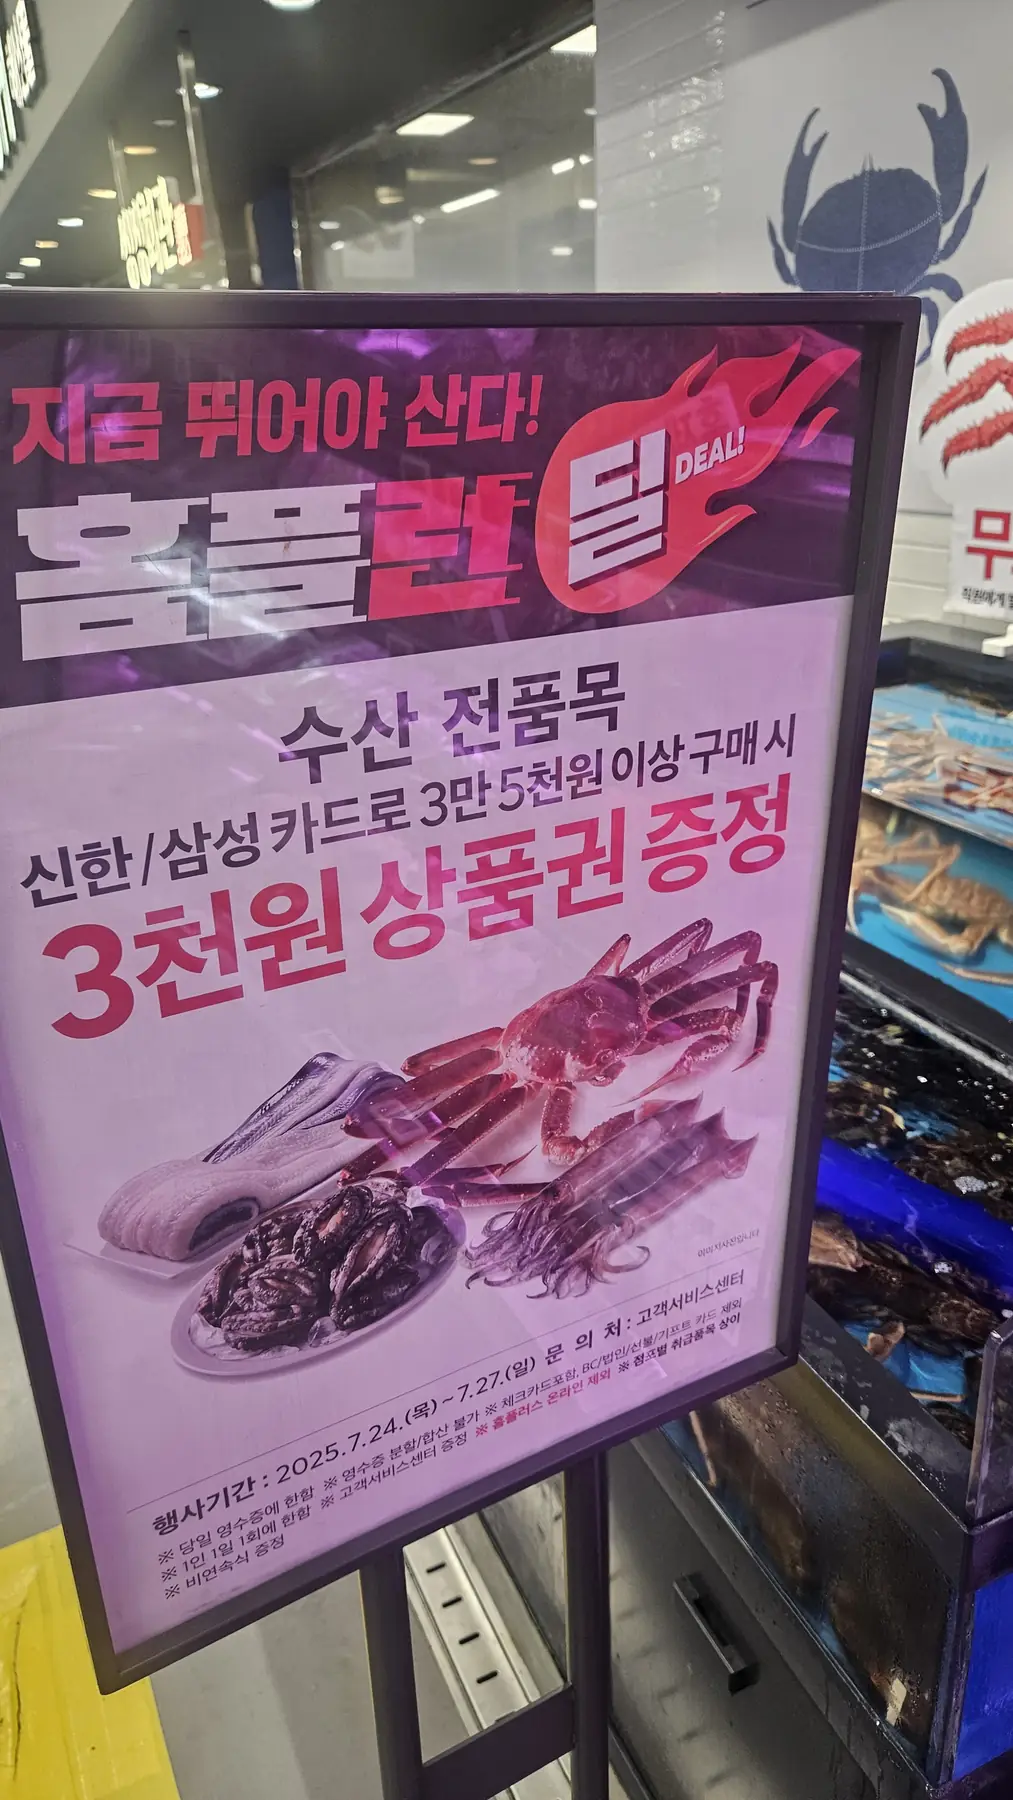 지금 뛰어야 산다!
홈플런
딜
DEAL!
수산 전품목
신한/삼성카드로 3만 5천원 이상 구매 시
3천원 상품권 증정
이미지사진입니다
행사기간 : 2025.7.24.(목) ~ 7.27.(일) 문 의 처 : 고객서비스센터
※ 당일 영수증에 한함 ※ 영수증 분할/합산 불가 ※ 체크카드포함, BC/법인/선불/기프트 카드 제외
※ 1인 1일 1회에 한함 ※ 고객서비스센터 증정 ※ 홈플러스 온라인 제외 ※ 점포별 취급품목 상이
※ 비연속식 증정
무
직원에게